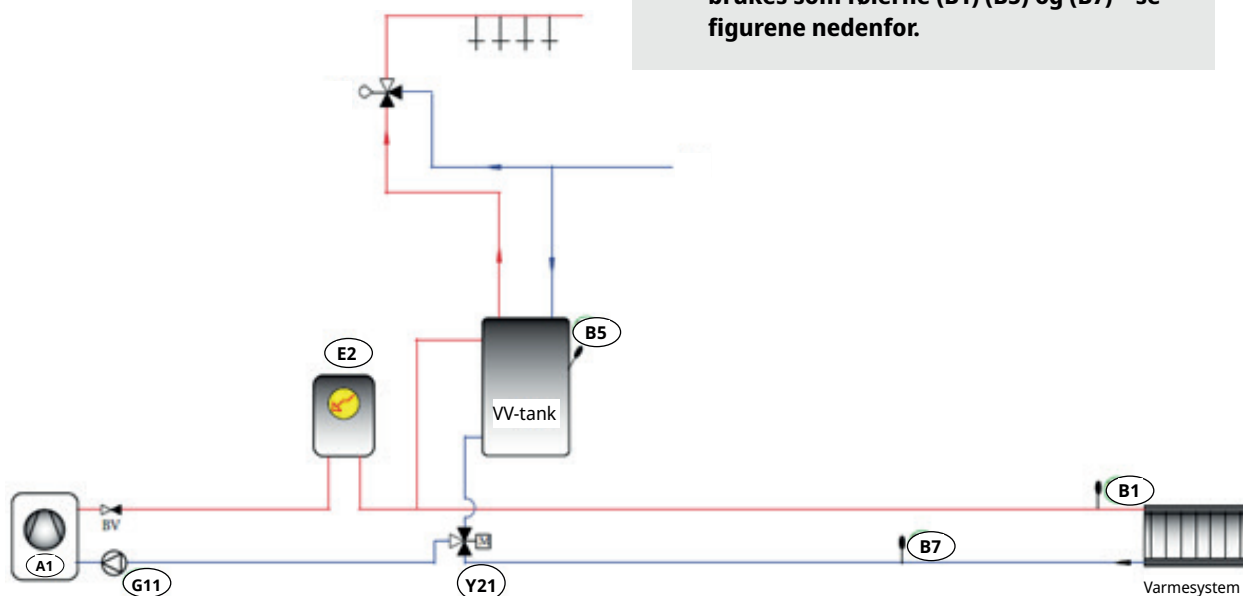 brukes som følerne (B1) (B5) og (B7) – se
figurene nedenfor.
B5
E2
VV-tank
B1
BV
A1
G11
M
Y21
B7
Varmesystem